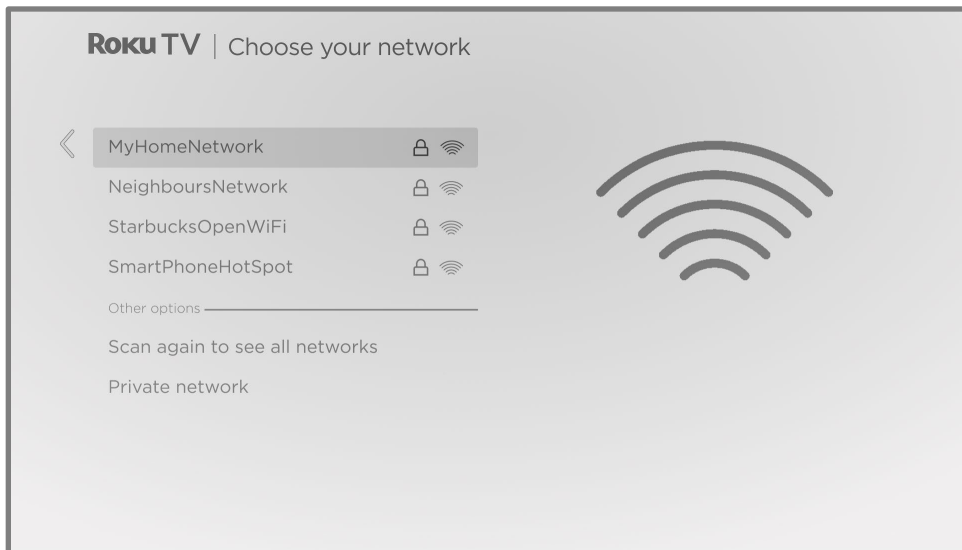 Roku TV | Choose your network
MyHomeNetwork
NeighboursNetwork
StarbucksOpenWiFi
SmartPhoneHotSpot
Other options
Scan again to see all networks
Private network